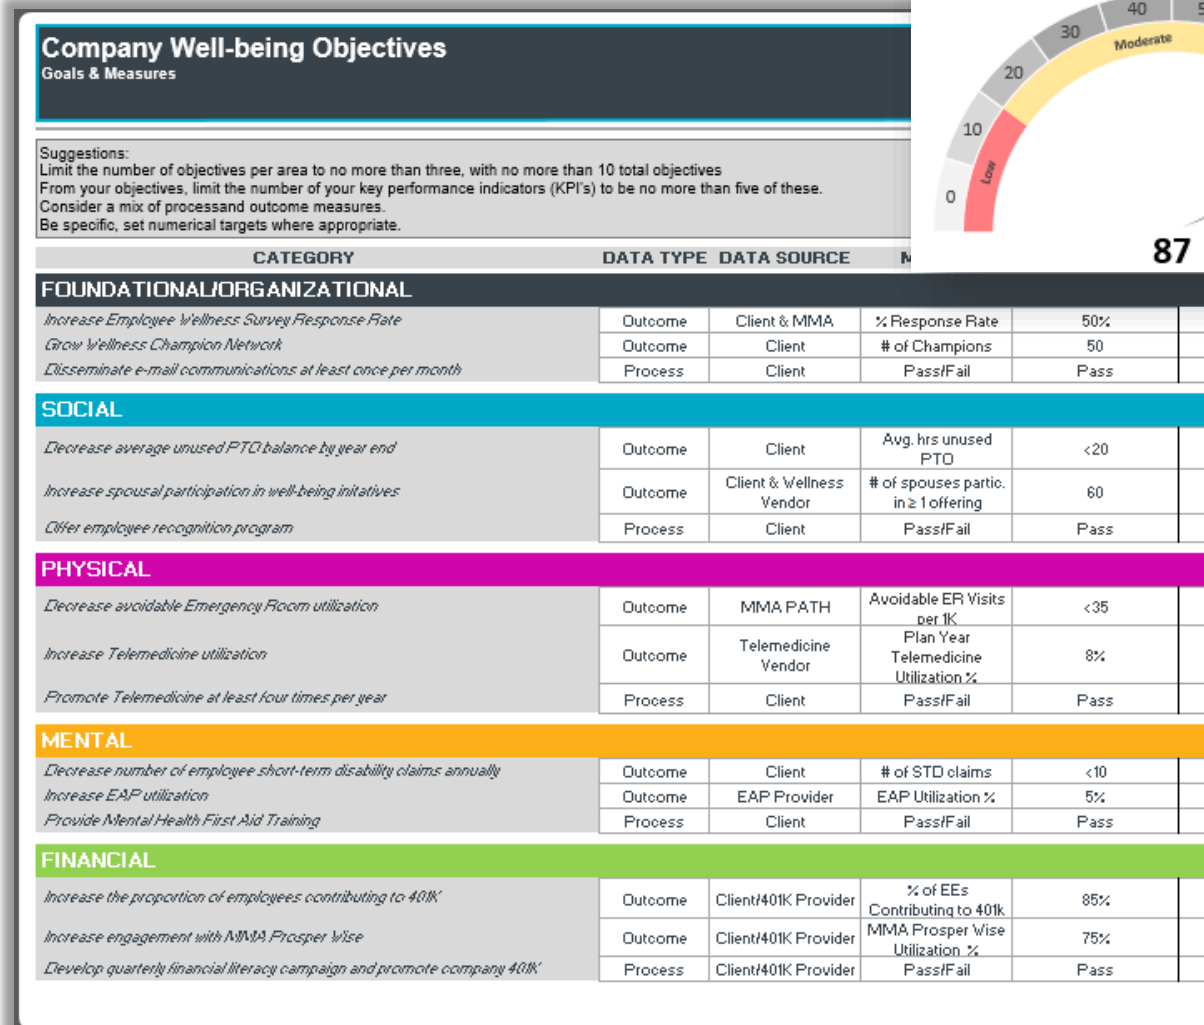 Company Well-being Objectives
Goals & Measures
Suggestions:
Limit the number of objectives per area to no more than three, with no more than 10 total objectives
From your objectives, limit the number of your key performance indicators (KPI's) to be no more than five of these.
Consider a mix of processand outcome measures.
Be specific, set numerical targets where appropriate.
0
10
20
30
40
Low
Moderate
87
CATEGORY DATA TYPE DATA SOURCE
FOUNDATIONAL/ORGANIZATIONAL
Increase Employee Wellness Survey Response Rate Outcome Client & MMA % Response Rate 50%
Grow Wellness Champion Network Outcome Client # of Champions 50
Disseminate e-mail communications at least once per month Process Client Pass/Fail Pass
SOCIAL
Decrease average unused PTO balance by year end Outcome Client Avg. hrs unused
PTO <20
Increase spousal participation in well-being initatives Outcome Client & Wellness
Vendor # of spouses partic.
in ≥ 1 offering 60
Offer employee recognition program Process Client Pass/Fail Pass
PHYSICAL
Decrease avoidable Emergency Room utilization Outcome MMA PATH Avoidable ER Visits
per 1K <35
Increase Telemedicine utilization Outcome Telemedicine
Vendor Plan Year
Telemedicine
Utilization % 8%
Promote Telemedicine at least four times per year Process Client Pass/Fail Pass
MENTAL
Decrease number of employee short-term disability claims annually Outcome Client # of STD claims <10
Increase EAP utilization Outcome EAP Provider EAP Utilization % 5%
Provide Mental Health First Aid Training Process Client Pass/Fail Pass
FINANCIAL
Increase the proportion of employees contributing to 401K' Outcome Client/401K Provider % of EEs
Contributing to 401k 85%
Increase engagement with MMA Prosper Wise Outcome Client/401K Provider MMA Prosper Wise
Utilization % 75%
Develop quarterly financial literacy campaign and promote company 401K' Process Client/401K Provider Pass/Fail Pass